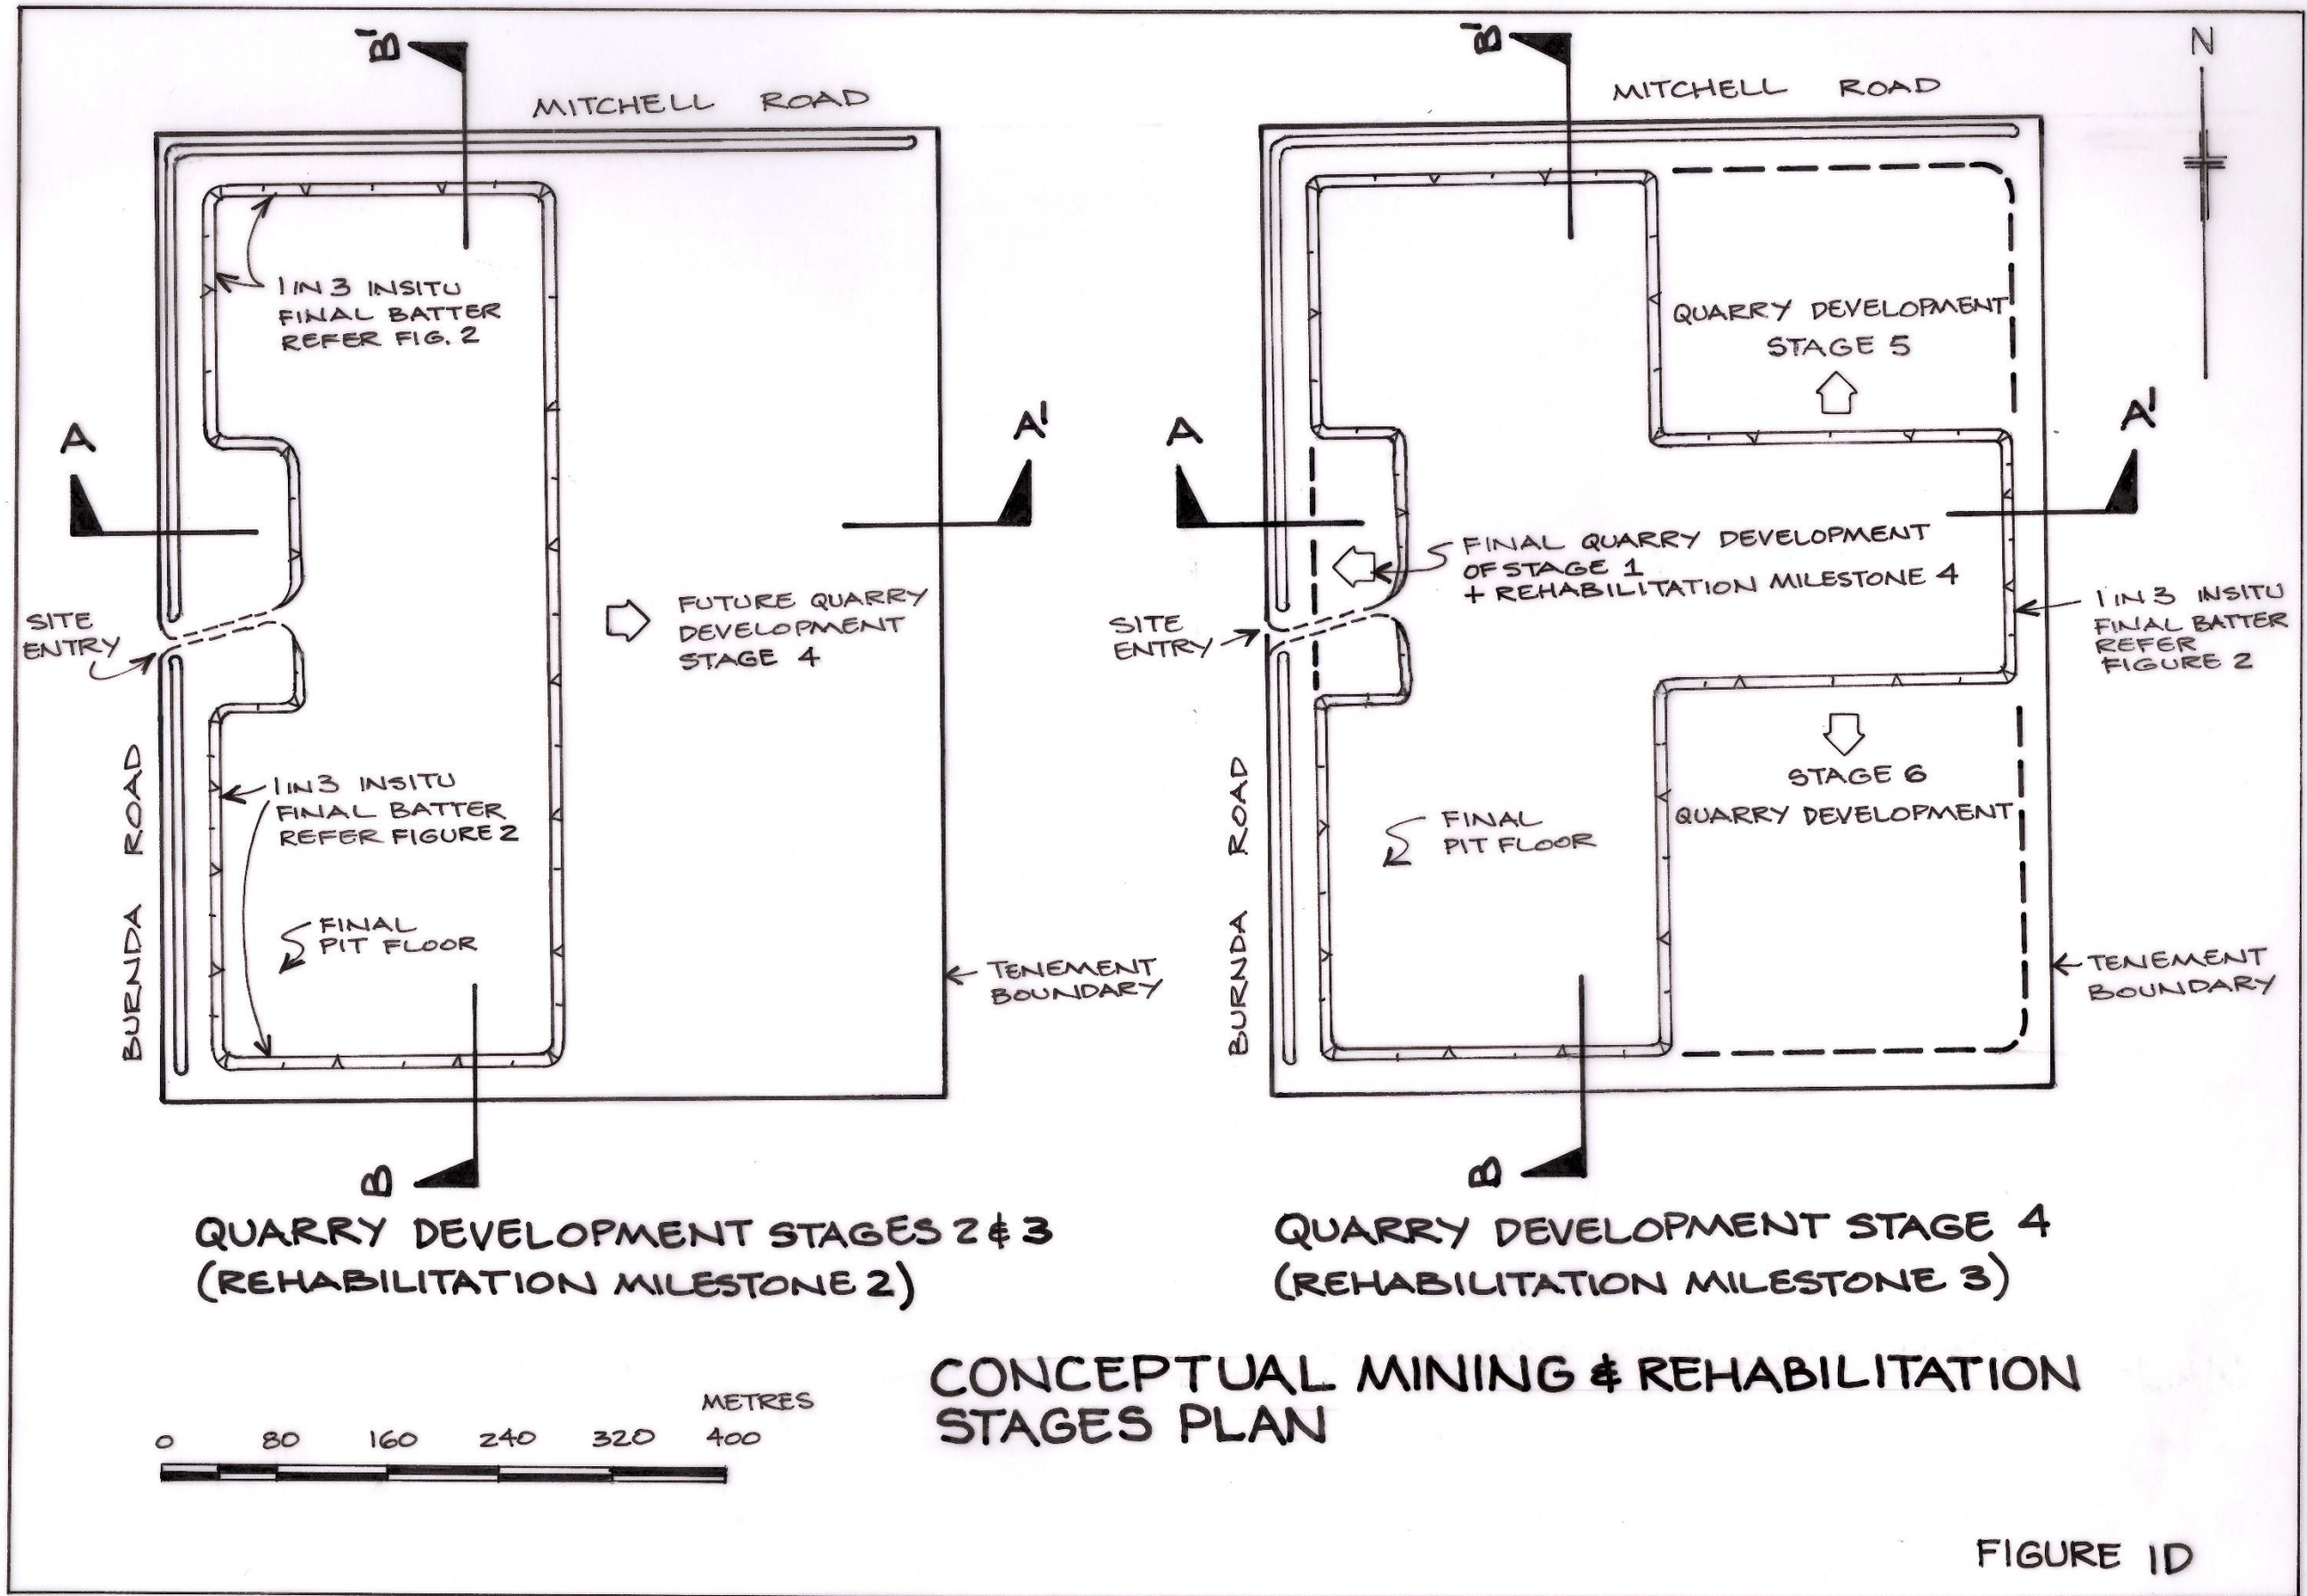 B'
MITCHELL ROAD
1 IN 3 INSITU
FINAL BATTER
REFER FIG. 2
A
A'
SITE
ENTRY
FUTURE QUARRY
DEVELOPMENT
STAGE 4
BURNDA ROAD
1 IN 3 INSITU
FINAL BATTER
REFER FIGURE 2
FINAL
PIT FLOOR
TENEMENT
BOUNDARY
B
QUARRY DEVELOPMENT STAGES 2 & 3
(REHABILITATION MILESTONE 2)
B'
MITCHELL ROAD
N
QUARRY DEVELOPMENT
STAGE 5
A
A'
FINAL QUARRY DEVELOPMENT
OF STAGE 1
+ REHABILITATION MILESTONE 4
SITE
ENTRY
1 IN 3 INSITU
FINAL BATTER
REFER
FIGURE 2
STAGE 6
QUARRY DEVELOPMENT
BURNDA ROAD
FINAL
PIT FLOOR
TENEMENT
BOUNDARY
B
QUARRY DEVELOPMENT STAGE 4
(REHABILITATION MILESTONE 3)
CONCEPTUAL MINING & REHABILITATION
STAGES PLAN
METRES
0 80 160 240 320 400
FIGURE 1D